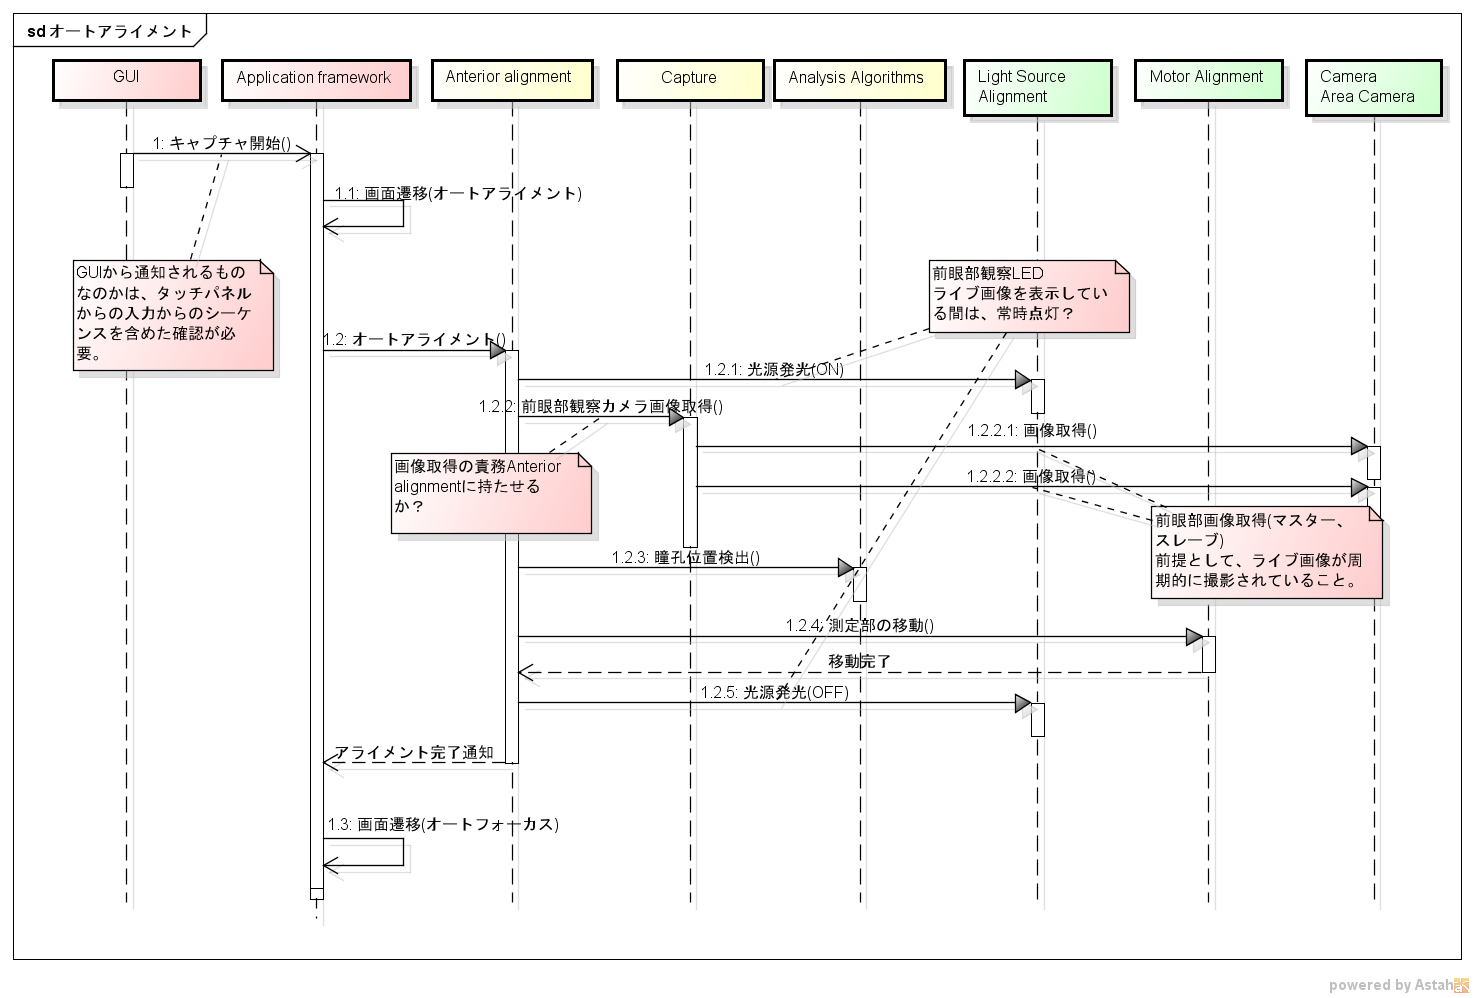 sd オートアライメント
GUI
Application framework
Anterior alignment
Capture
Analysis Algorithms
Light Source
Alignment
Motor Alignment
Camera
Area Camera
1: キャプチャ開始()
1.1: 画面遷移(オートアライメント)
GUIから通知されるもの
なのかは、タッチパネル
からの入力からのシーケ
ンスを含めた確認が必
要。
前眼部観察LED
ライブ画像を表示してい
る間は、常時点灯？
1.2: オートアライメント()
1.2.1: 光源発光(ON)
1.2.2: 前眼部観察カメラ画像取得()
1.2.2.1: 画像取得()
画像取得の責務Anterior
alignmentに持たせる
か？
1.2.2.2: 画像取得()
前眼部画像取得(マスター、
スレーブ)
前提として、ライブ画像が周
期的に撮影されていること。
1.2.3: 瞳孔位置検出()
1.2.4: 測定部の移動()
移動完了
1.2.5: 光源発光(OFF)
アライメント完了通知
1.3: 画面遷移(オートフォーカス)
powered by Astah